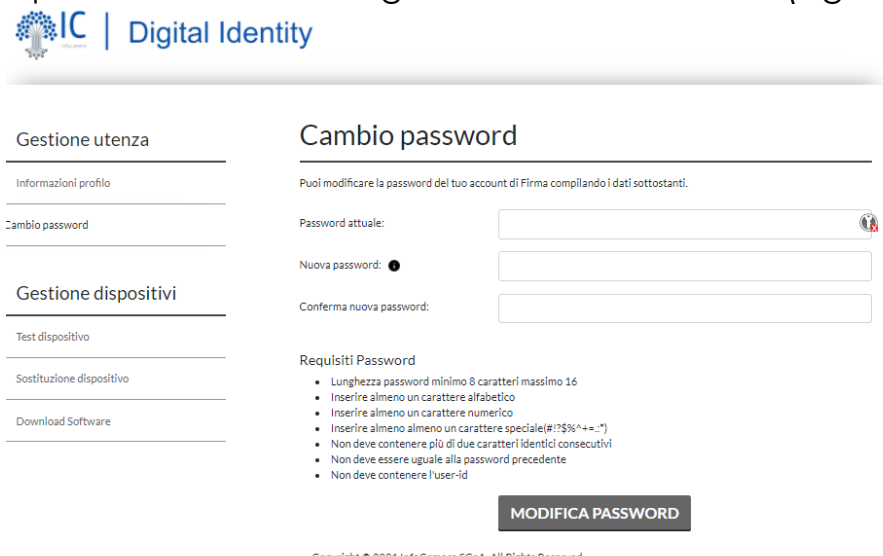 IC | Digital Identity
Gestione utenza
Informazioni profilo
Cambio password
Gestione dispositivi
Test dispositivo
Sostituzione dispositivo
Download Software
Cambio password
Puoi modificare la password del tuo account di Firma compilando i dati sottostanti.
Password attuale:
Nuova password:
Conferma nuova password:
Requisiti Password
Lunghezza password minimo 8 caratteri massimo 16
Inserire almeno un carattere alfabetico
Inserire almeno un carattere numerico
Inserire almeno almeno un carattere speciale(#!?$%^+=.:*)
Non deve contenere più di due caratteri identici consecutivi
Non deve essere uguale alla password precedente
Non deve contenere l'user-id
MODIFICA PASSWORD
All Rights Reserved